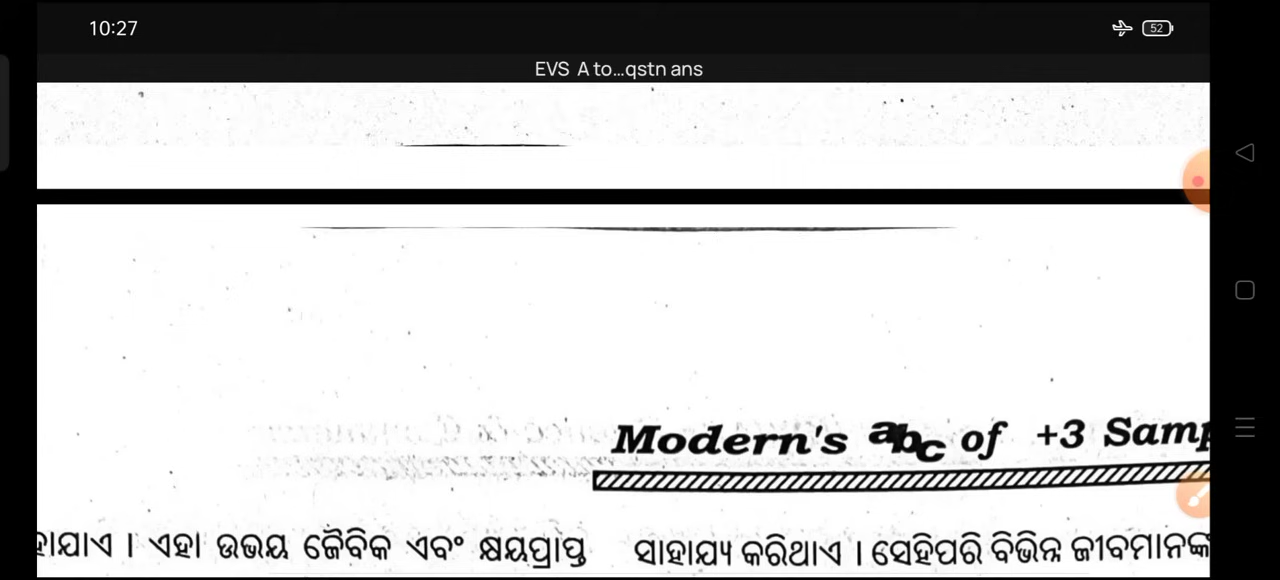 10:27
52
EVS A to...qstn ans
Modern's abc of +3
ହାଯାଏ । ଏହା ଉଭୟ ଜୈବିକ ଏବଂ କ୍ଷୟପ୍ରାପ୍ତ
ସାହାଯ୍ୟ କରିଥାଏ । ସେହିପରି ବିଭିନ୍ନ ଜୀବମାନଙ୍କ